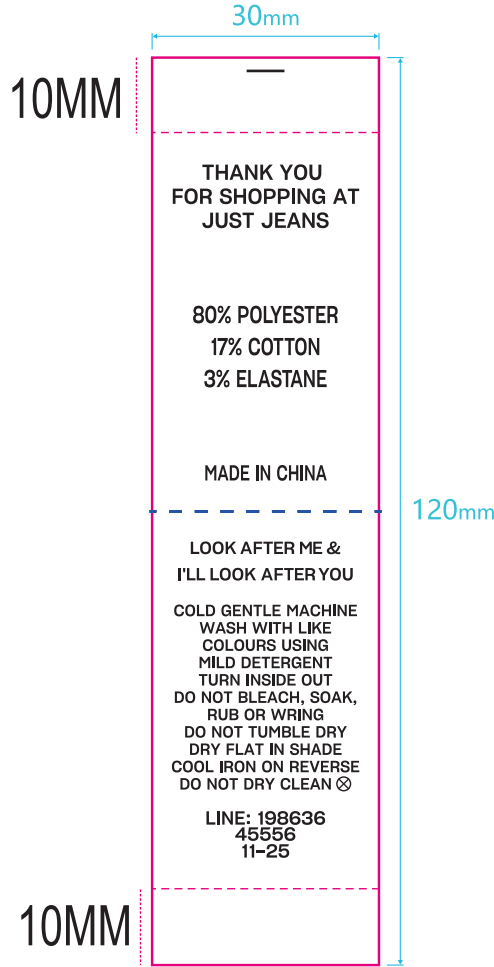 30mm
10MM
THANK YOU
FOR SHOPPING AT
JUST JEANS
80% POLYESTER
17% COTTON
3% ELASTANE
MADE IN CHINA
120mm
LOOK AFTER ME &
I'LL LOOK AFTER YOU
COLD GENTLE MACHINE
WASH WITH LIKE
COLOURS USING
MILD DETERGENT
TURN INSIDE OUT
DO NOT BLEACH, SOAK,
RUB OR WRING
DO NOT TUMBLE DRY
DRY FLAT IN SHADE
COOL IRON ON REVERSE
DO NOT DRY CLEAN ⊗
LINE: 198636
45556
11-25
10MM